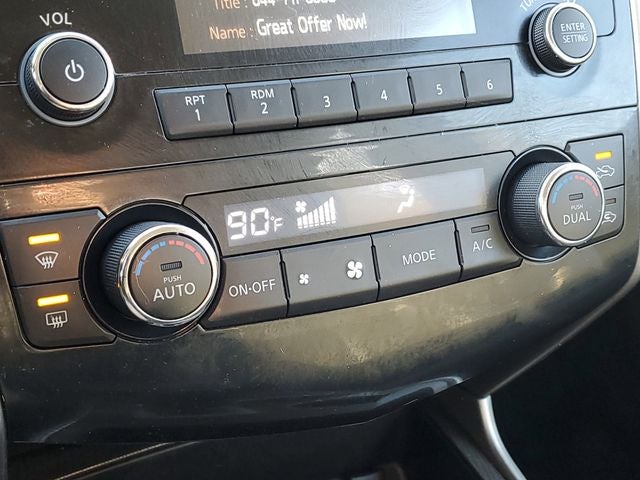 Name : Great Offer Now!
VOL
ENTER
SETTING
RPT
1
RDM
2
3
4
5
6
90°F
PUSH
AUTO
ON·OFF
MODE
A/C
PUSH
DUAL